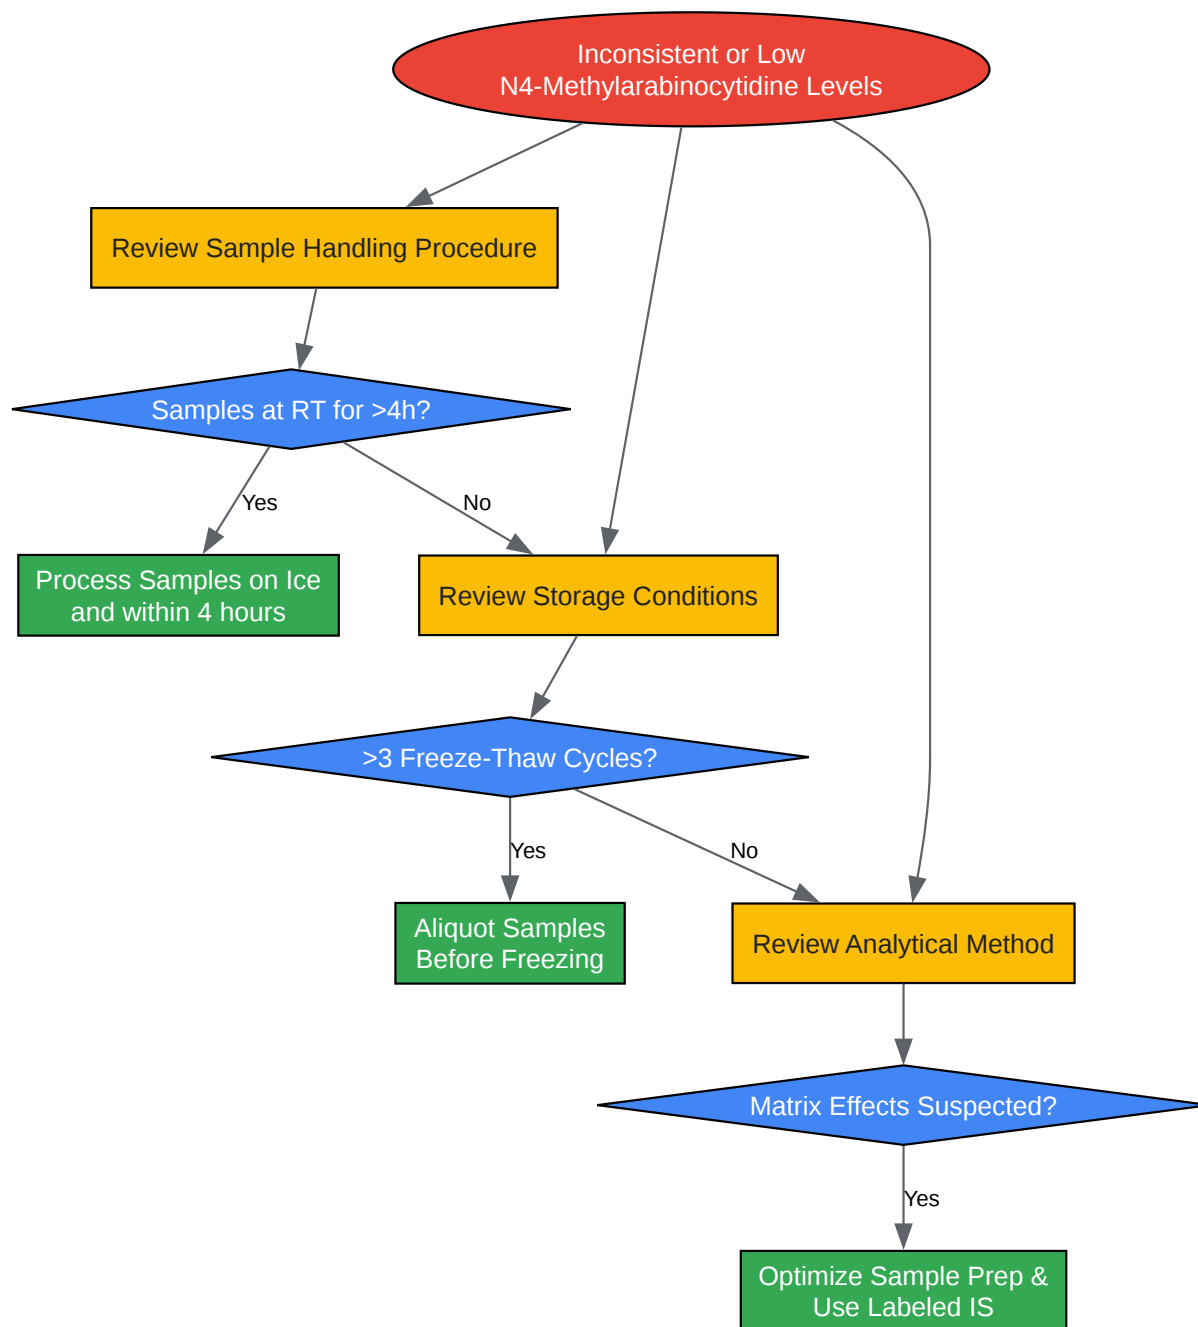 Inconsistent or Low
N4-Methylarabinocytidine Levels
Review Sample Handling Procedure
Samples at RT for >4h?
Yes
No
Process Samples on Ice
and within 4 hours
Review Storage Conditions
>3 Freeze-Thaw Cycles?
Yes
No
Aliquot Samples
Before Freezing
Review Analytical Method
Matrix Effects Suspected?
Yes
Optimize Sample Prep &
Use Labeled IS